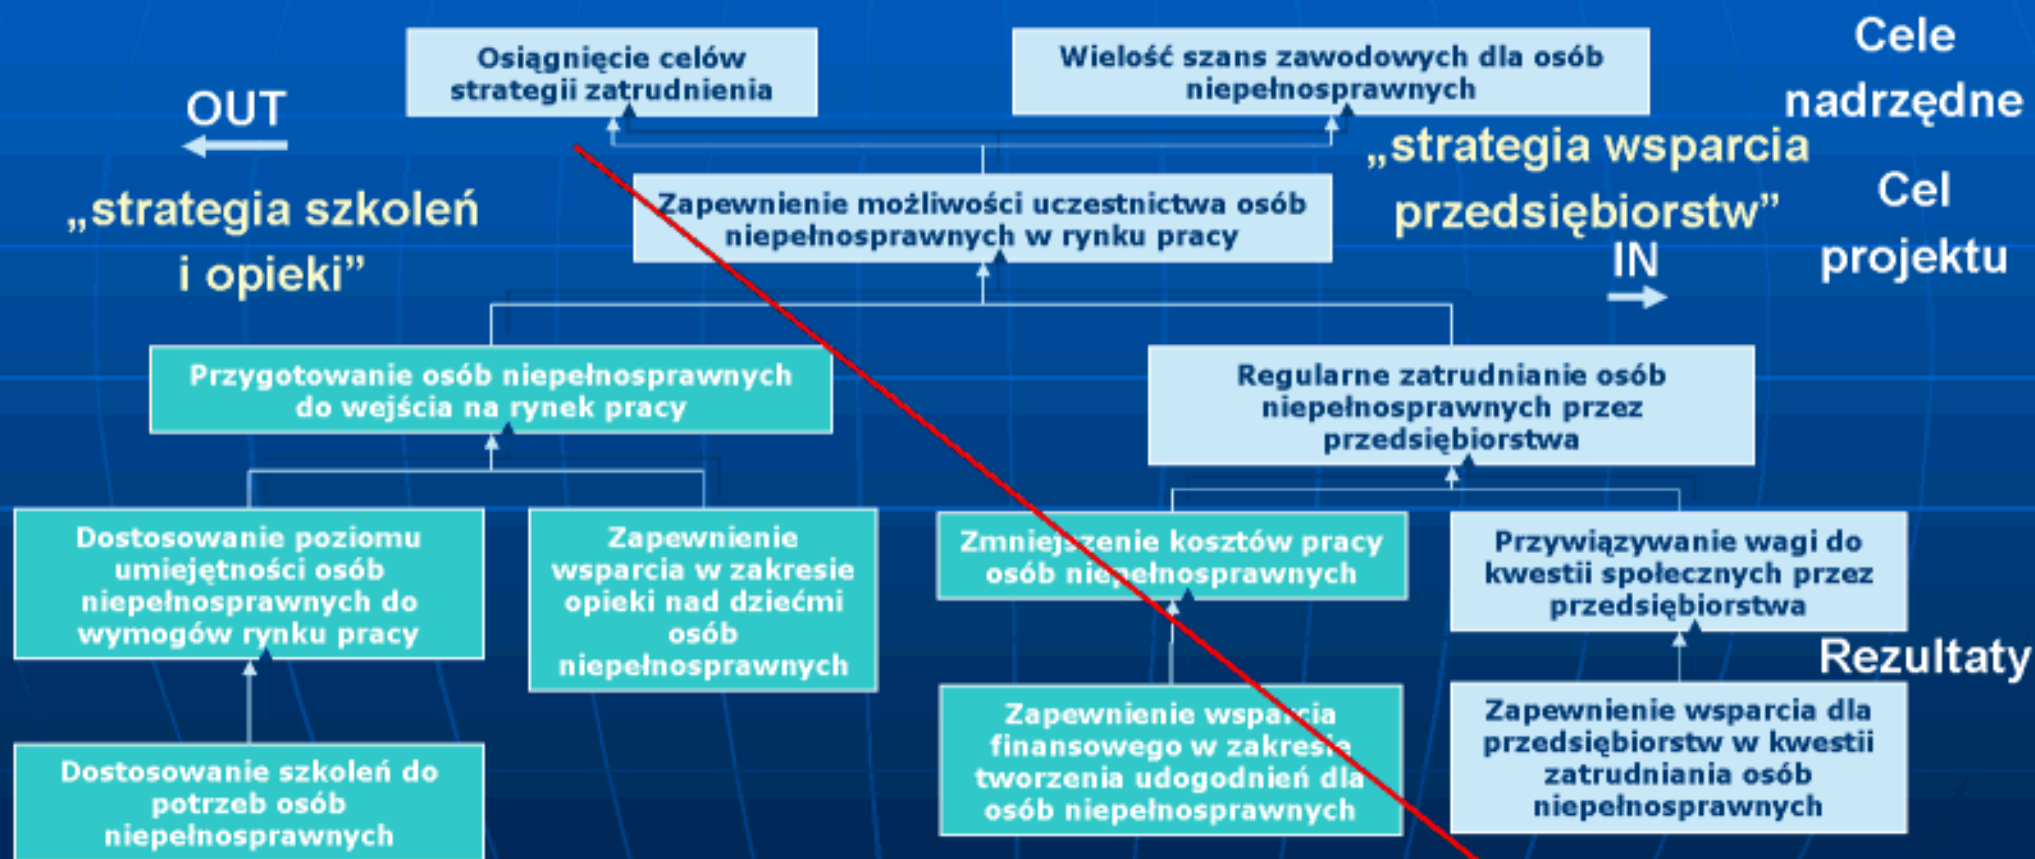 Osiągnięcie celów
strategii zatrudnienia
Wielość szans zawodowych dla osób
niepełnosprawnych
Cele
nadrzędne
OUT
„strategia szkoleń
i opieki”
„strategia wsparcia
przedsiębiorstw”
IN
Cel
projektu
Zapewnienie możliwości uczestnictwa osób
niepełnosprawnych w rynku pracy
Przygotowanie osób niepełnosprawnych
do wejścia na rynek pracy
Regularne zatrudnianie osób
niepełnosprawnych przez
przedsiębiorstwa
Dostosowanie poziomu
umiejętności osób
niepełnosprawnych do
wymogów rynku pracy
Zapewnienie
wsparcia w zakresie
opieki nad dziećmi
osób
niepełnosprawnych
Zmniejszenie kosztów pracy
osób niepełnosprawnych
Przywiązywanie wagi do
kwestii społecznych przez
przedsiębiorstwa
Rezultaty
Dostosowanie szkoleń do
potrzeb osób
niepełnosprawnych
Zapewnienie wsparcia
finansowego w zakresie
tworzenia udogodnień dla
osób niepełnosprawnych
Zapewnienie wsparcia dla
przedsiębiorstw w kwestii
zatrudniania osób
niepełnosprawnych